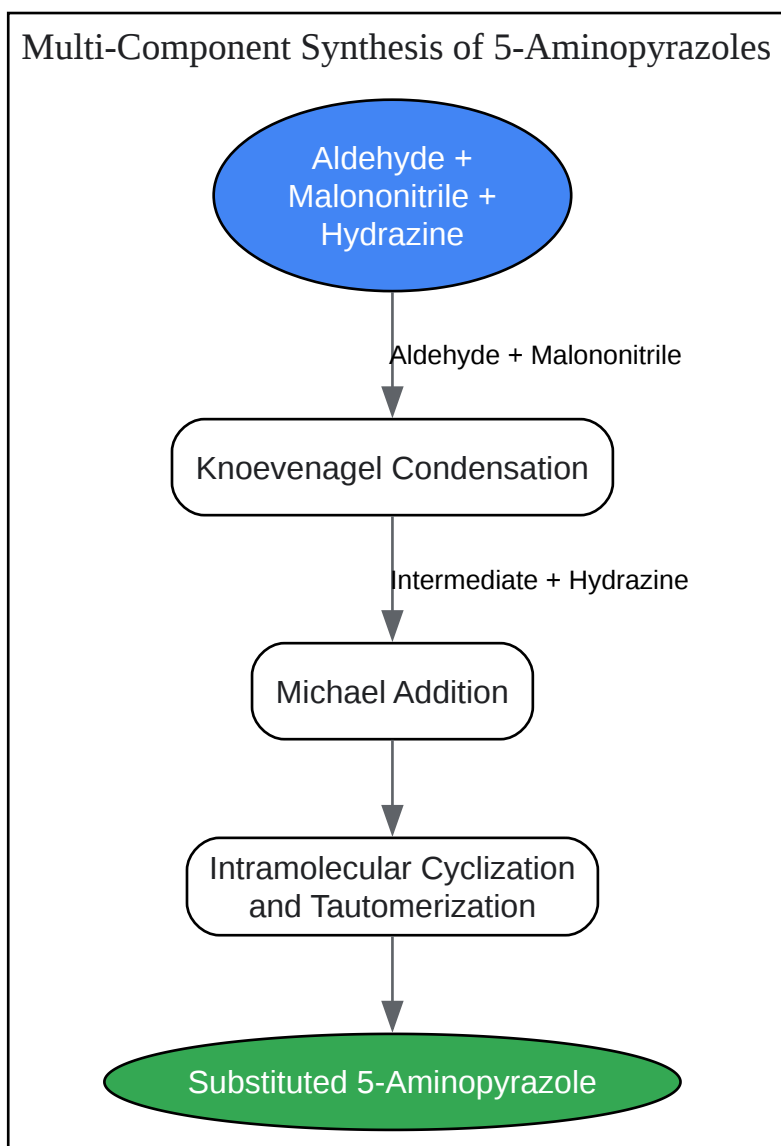 Multi-Component Synthesis of 5-Aminopyrazoles
Aldehyde +
Malononitrile +
Hydrazine
Aldehyde + Malononitrile
Knoevenagel Condensation
Intermediate + Hydrazine
Michael Addition
Intramolecular Cyclization
and Tautomerization
Substituted 5-Aminopyrazole